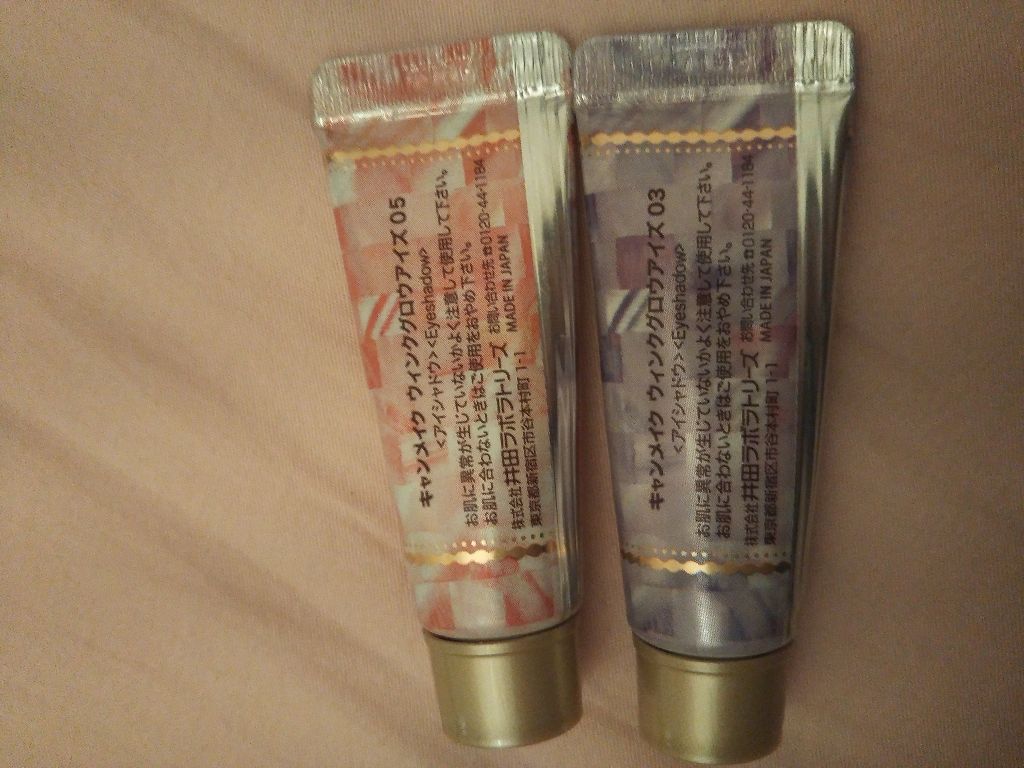 キャンメイク ウィンググロウアイズ 05
<アイシャドウ><Eyeshadow>
お肌に異常が生じていないかよく注意して使用して下さい。
お肌に合わないときはご使用をおやめ下さい。
株式会社 井田ラボラトリーズ お問い合わせ先☎0120-44-1184
東京都新宿区市谷本村町 1-1 MADE IN JAPAN
キャンメイク ウィンググロウアイズ 03
<アイシャドウ><Eyeshadow>
お肌に異常が生じていないかよく注意して使用して下さい。
お肌に合わないときはご使用をおやめ下さい。
株式会社 井田ラボラトリーズ お問い合わせ先☎0120-44-1184
東京都新宿区市谷本村町 1-1 MADE IN JAPAN